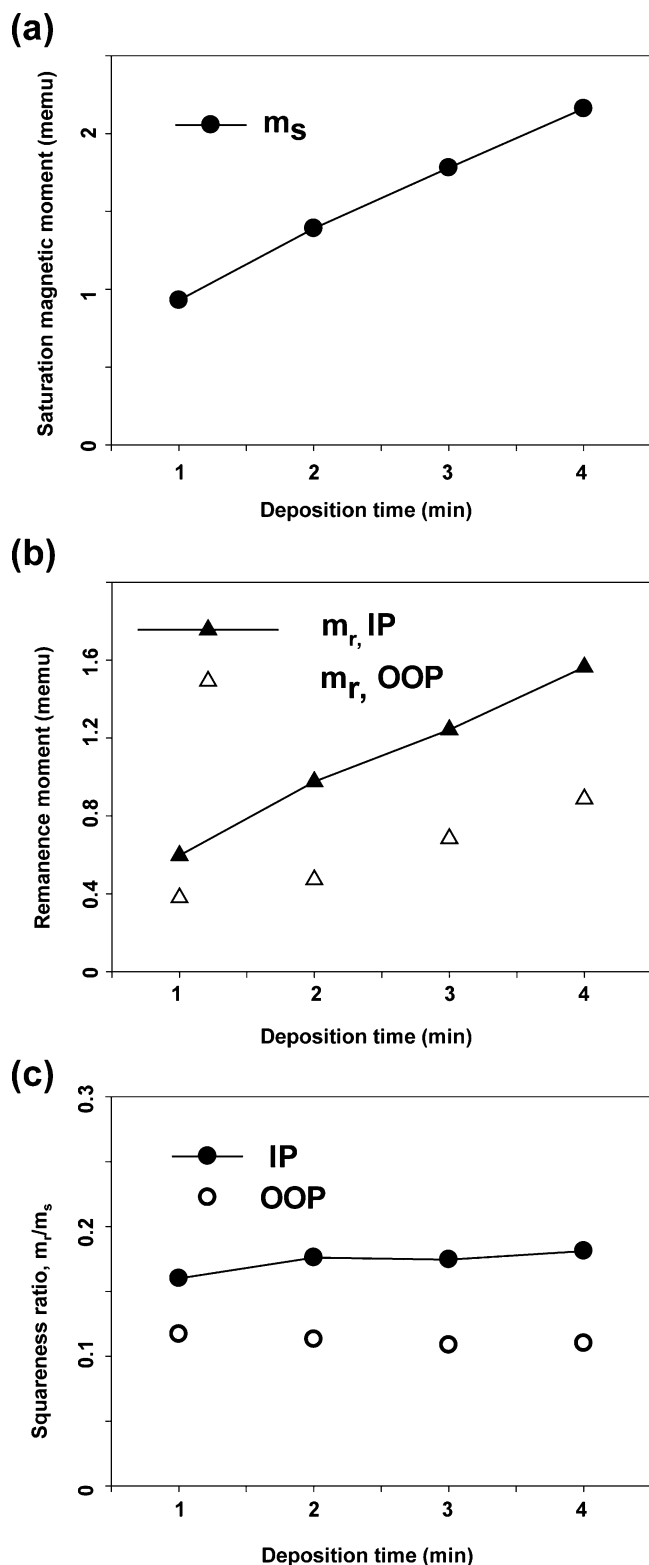 (a)
Saturation magnetic moment (memu)
2
1
0
ms
1 2 3 4
Deposition time (min)
(b)
Remanence moment (memu)
1.6
1.2
0.8
0.4
0
mr, IP
mr, OOP
1 2 3 4
Deposition time (min)
(c)
Squareness ratio, mr/ms
0.3
0.2
0.1
0
IP
OOP
1 2 3 4
Deposition time (min)